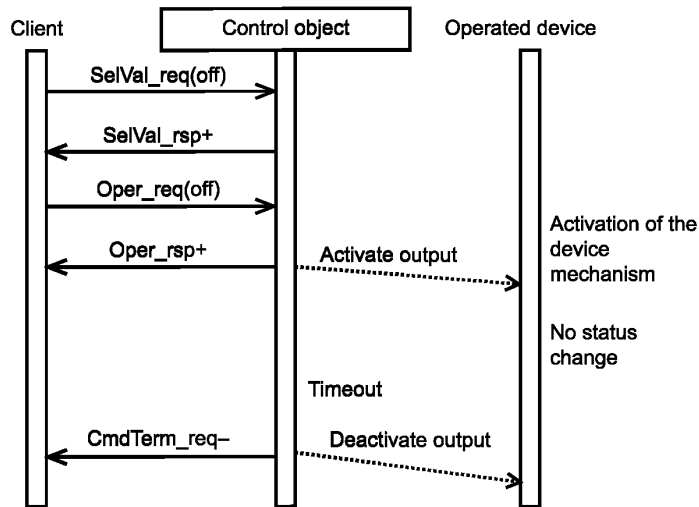 Client
Control object
Operated device
SelVal_req(off)
SelVal_rsp+
Oper_req(off)
Oper_rsp+
Activate output
Activation of the
device
mechanism
No status
change
Timeout
CmdTerm_req–
Deactivate output